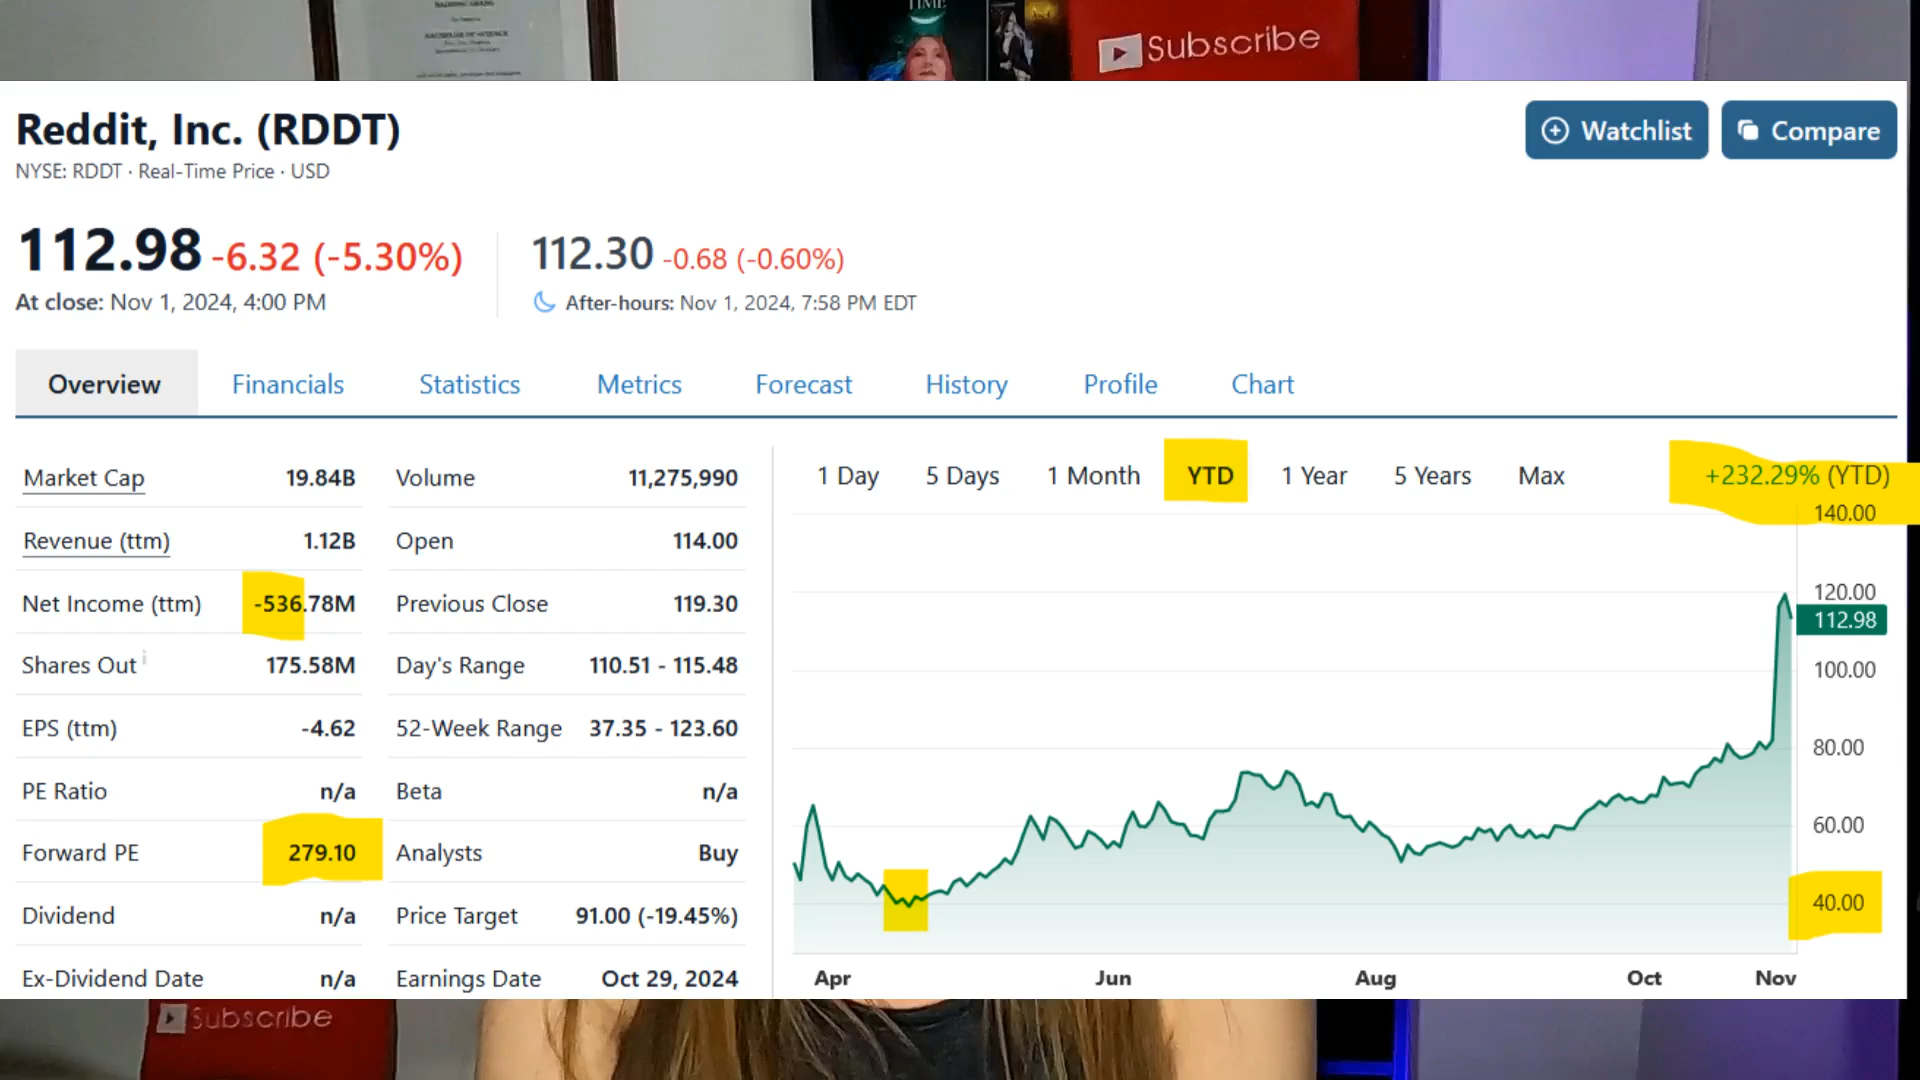 TIME
Subscribe
Reddit, Inc. (RDDT)
Watchlist
Compare
NYSE: RDDT · Real-Time Price · USD
112.98 -6.32 (-5.30%)
112.30 -0.68 (-0.60%)
At close: Nov 1, 2024, 4:00 PM
After-hours: Nov 1, 2024, 7:58 PM EDT
Overview Financials Statistics Metrics Forecast History Profile Chart
Market Cap 19.84B
Revenue (ttm) 1.12B
Net Income (ttm) -536.78M
Shares Out i 175.58M
EPS (ttm) -4.62
PE Ratio n/a
Forward PE 279.10
Dividend n/a
Ex-Dividend Date n/a
Volume 11,275,990
Open 114.00
Previous Close 119.30
Day's Range 110.51 - 115.48
52-Week Range 37.35 - 123.60
Beta n/a
Analysts Buy
Price Target 91.00 (-19.45%)
Earnings Date Oct 29, 2024
1 Day 5 Days 1 Month YTD 1 Year 5 Years Max
+232.29% (YTD)
140.00
120.00
112.98
100.00
80.00
60.00
40.00
Apr Jun Aug Oct Nov
Subscribe